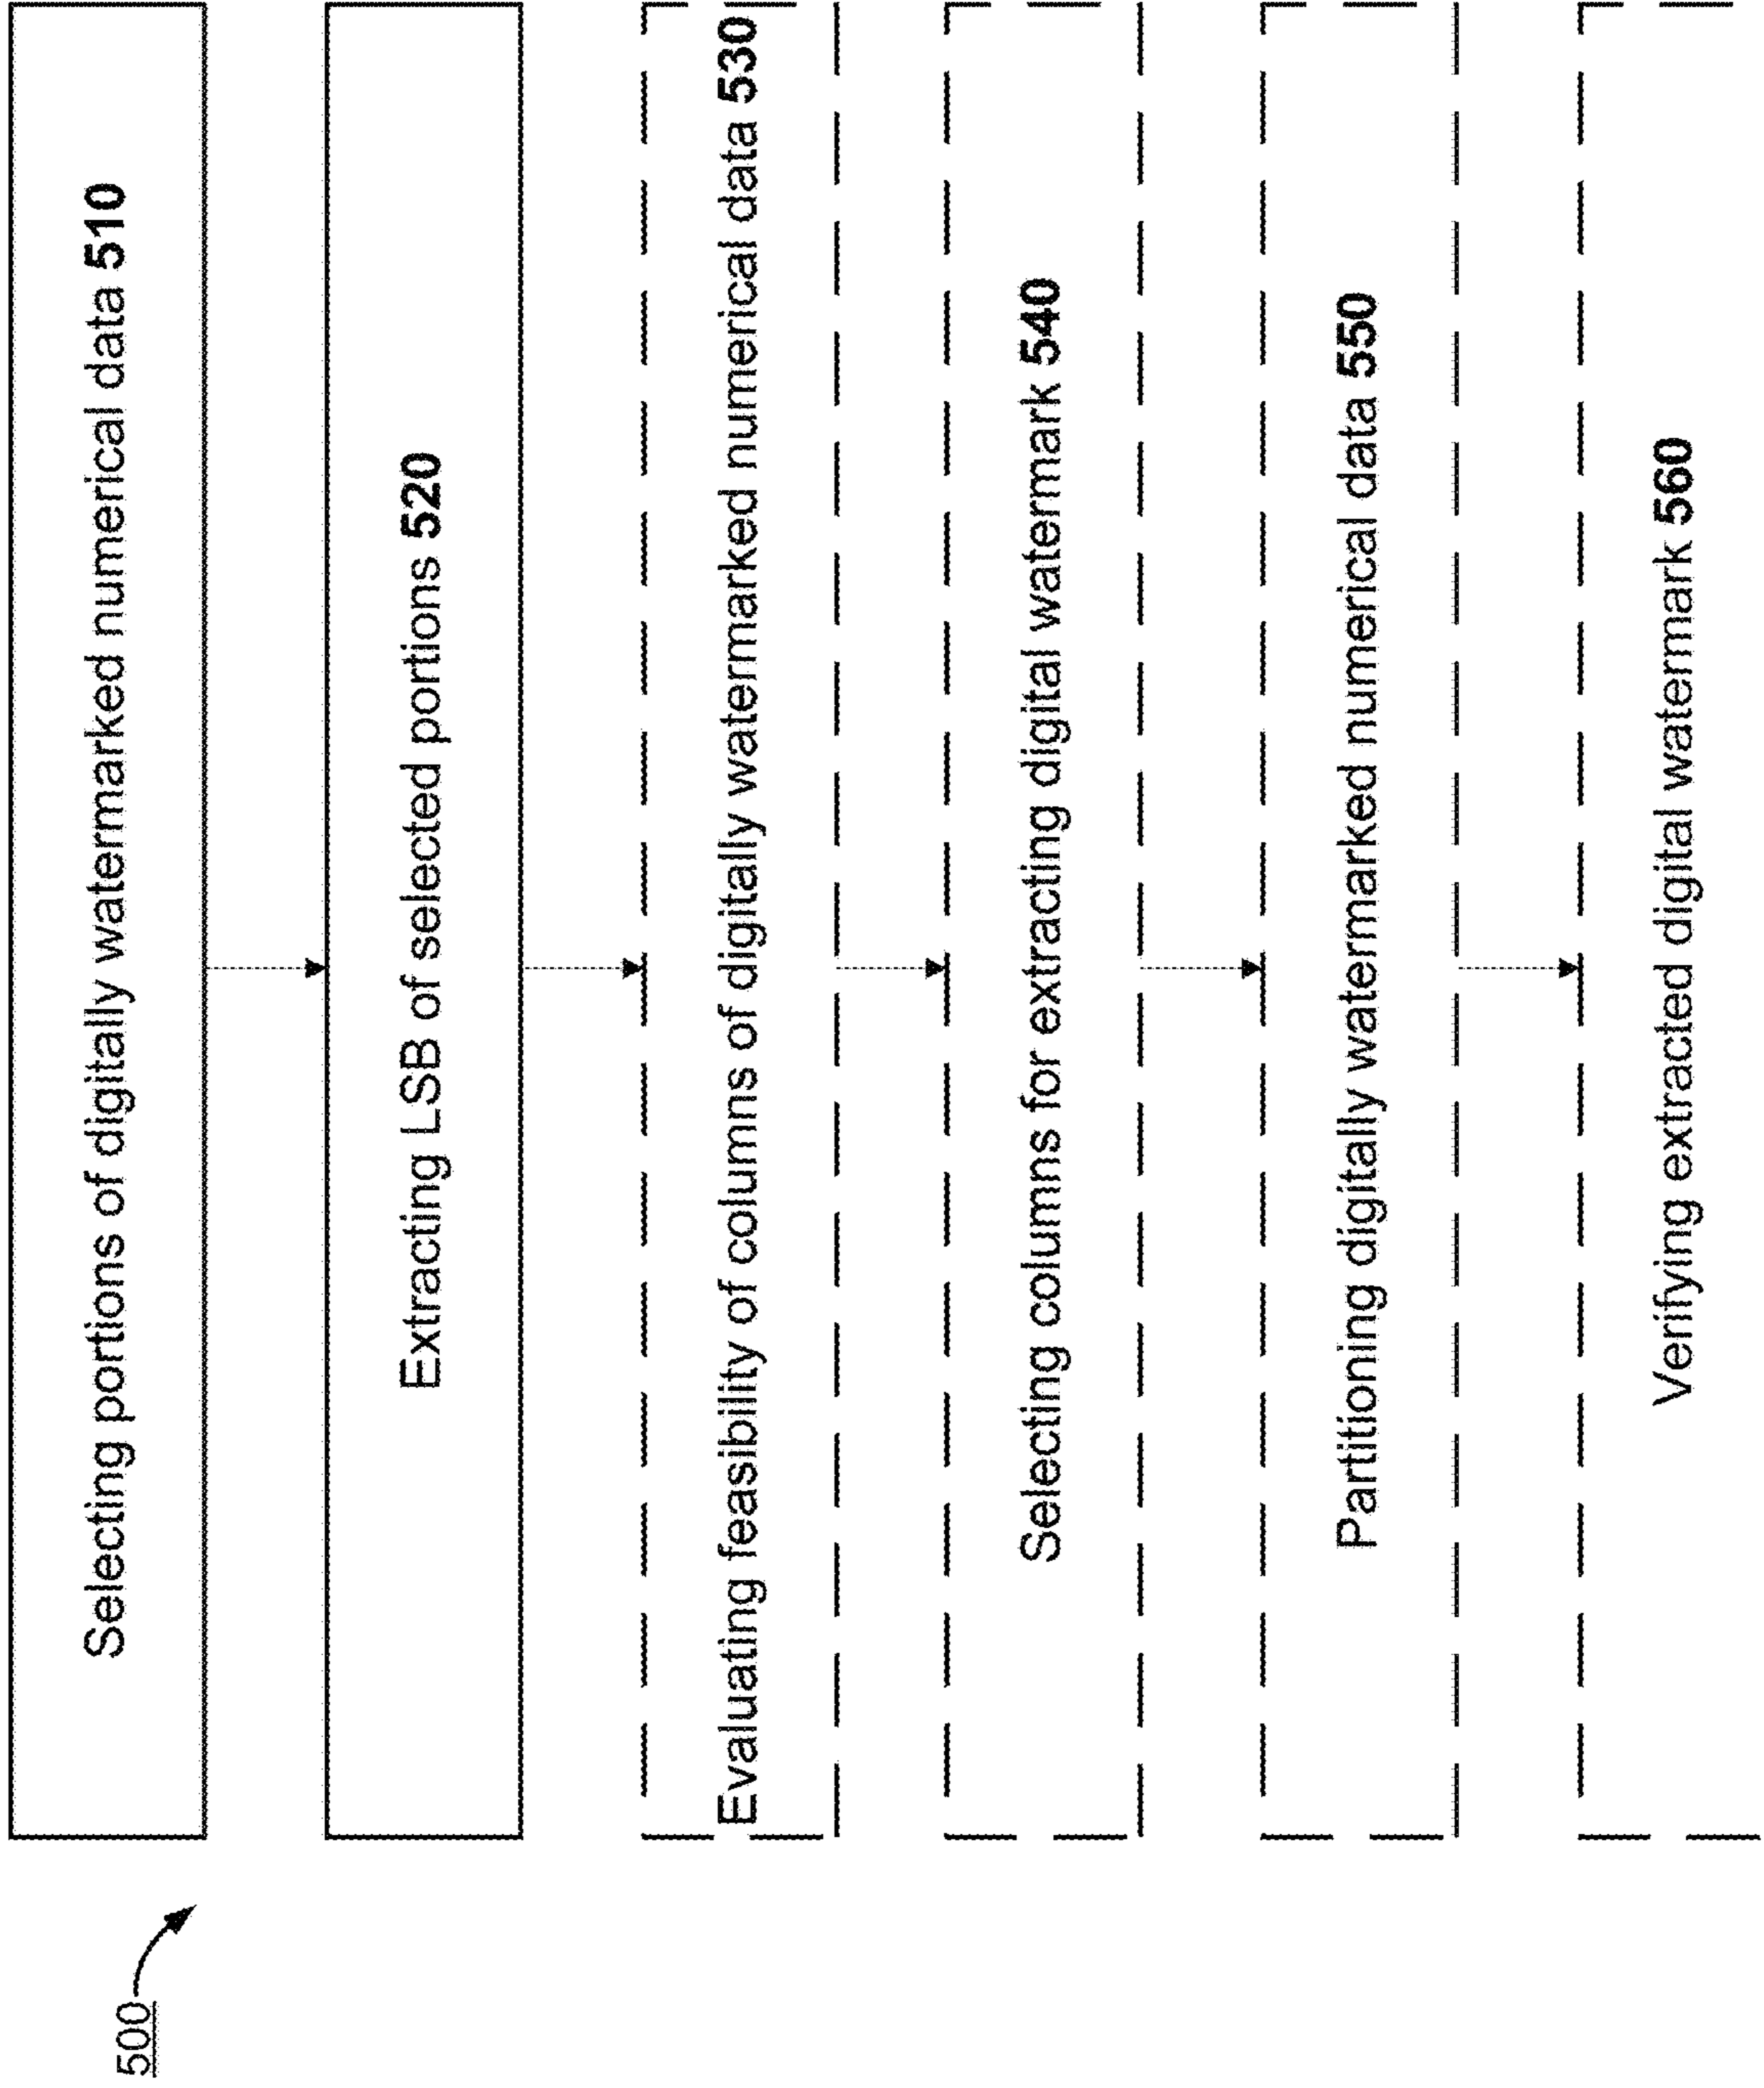 500
Selecting portions of digitally watermarked numerical data 510
Extracting LSB of selected portions 520
Evaluating feasibility of columns of digitally watermarked numerical data 530
Selecting columns for extracting digital watermark 540
Partitioning digitally watermarked numerical data 550
Verifying extracted digital watermark 560